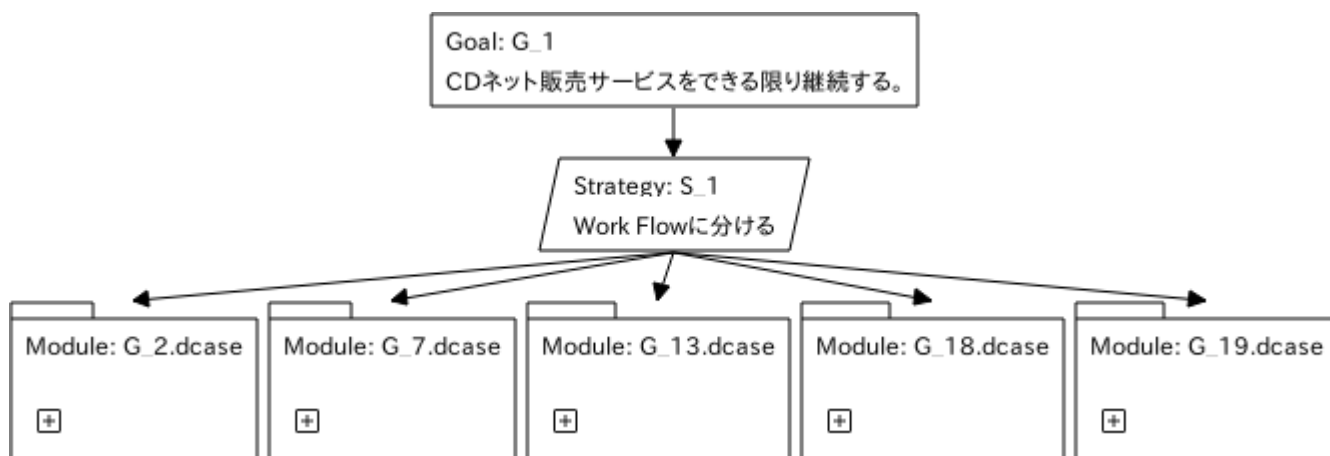 Goal: G_1
CDネット販売サービスをできる限り継続する。
Strategy: S_1
Work Flowに分ける
Module: G_2.dcase
Module: G_7.dcase
Module: G_13.dcase
Module: G_18.dcase
Module: G_19.dcase